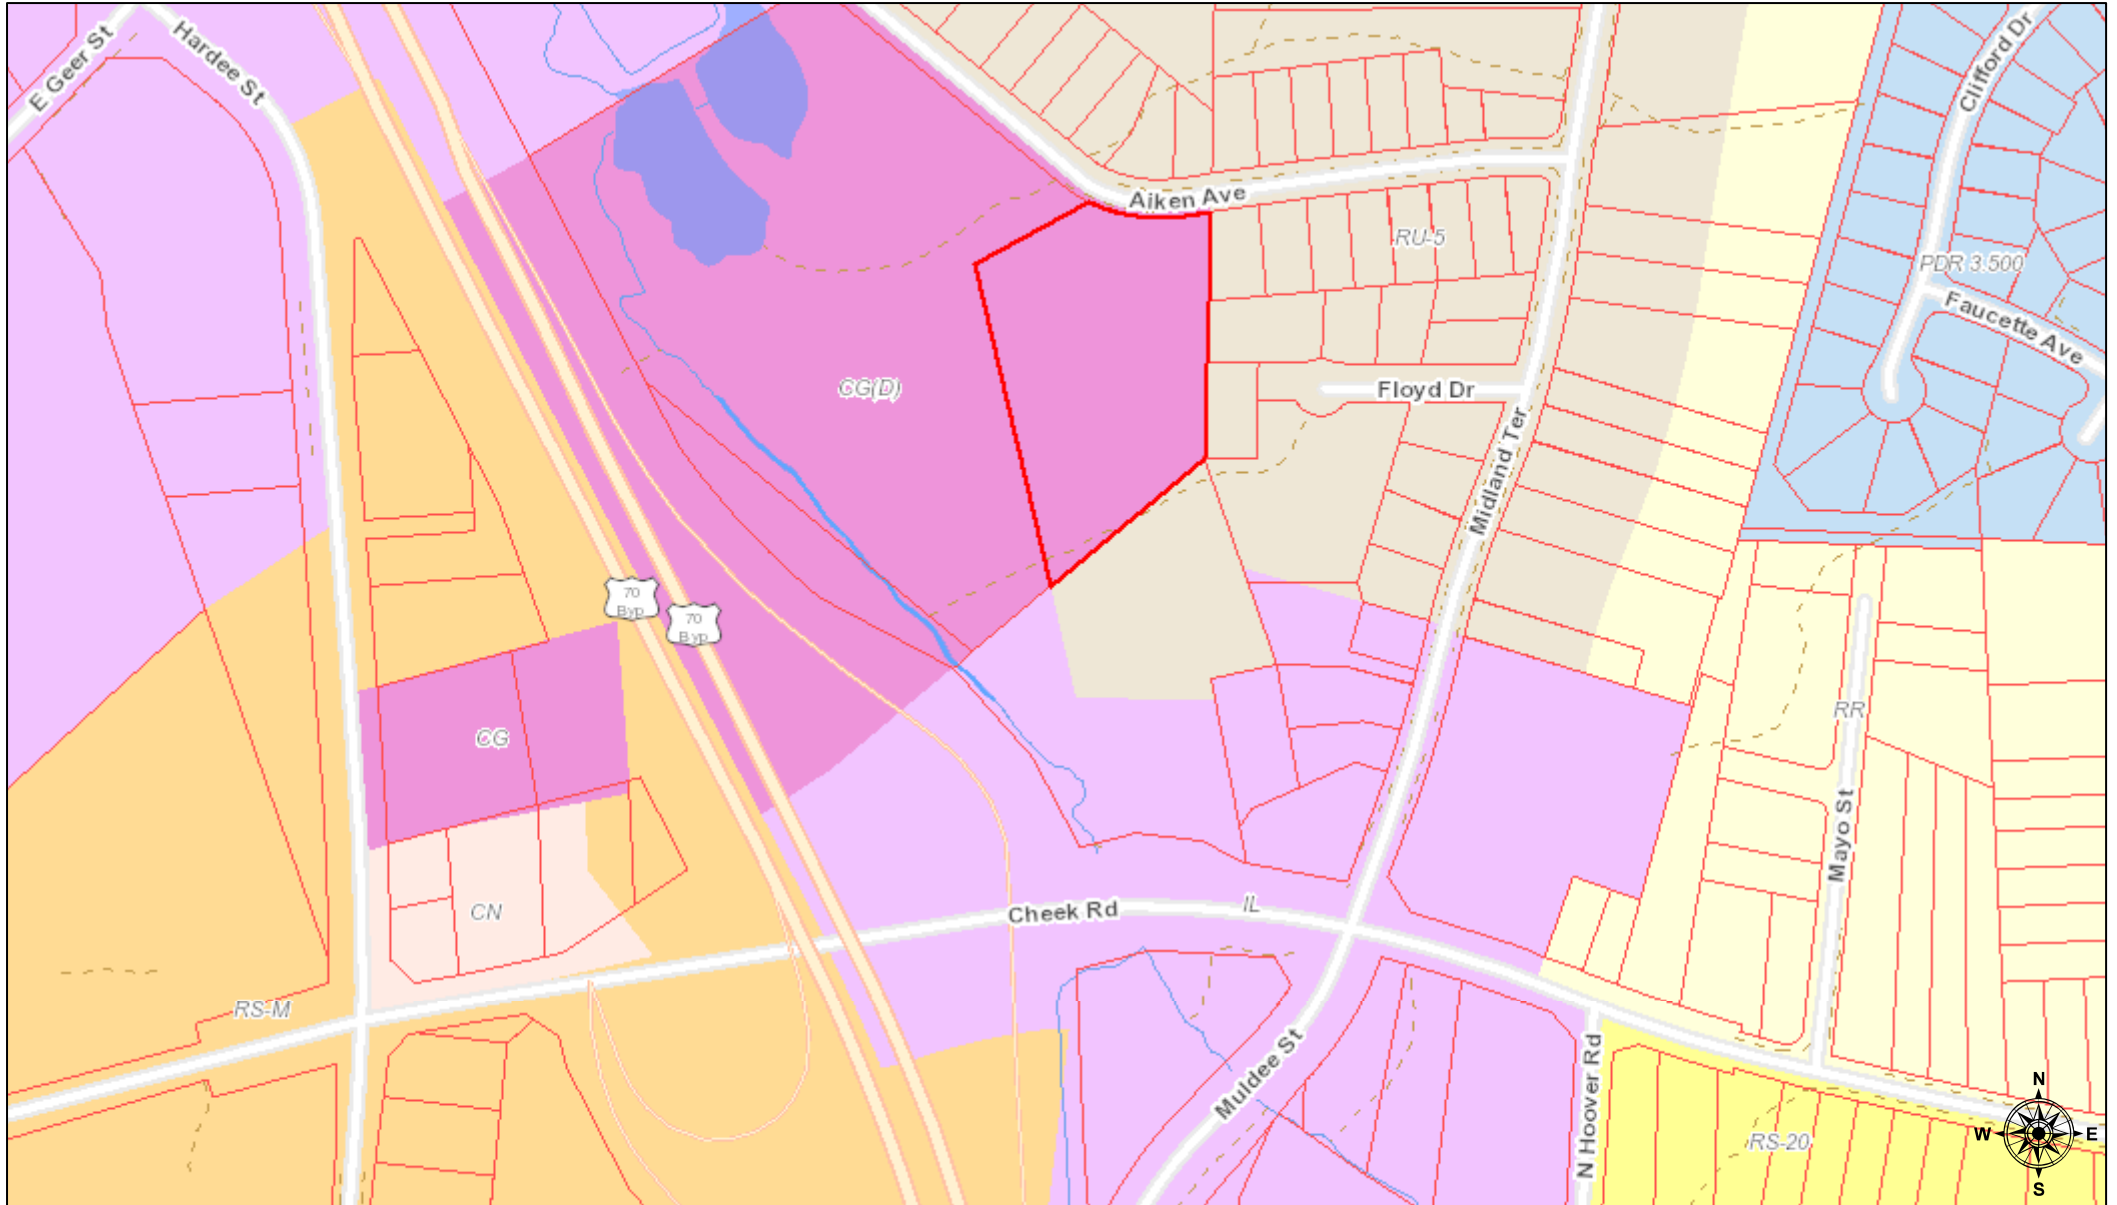 E Geer St
Hardee St
Clifford Dr
Aiken Ave
RU-5
PDR 3.500
Faucette Ave
CG(D)
Floyd Dr
Midland Ter
70
Byp
70
Byp
RR
CG
Mayo St
CN
Cheek Rd
IL
RS-M
Muldee St
N Hoover Rd
RS-20
N
W
E
S